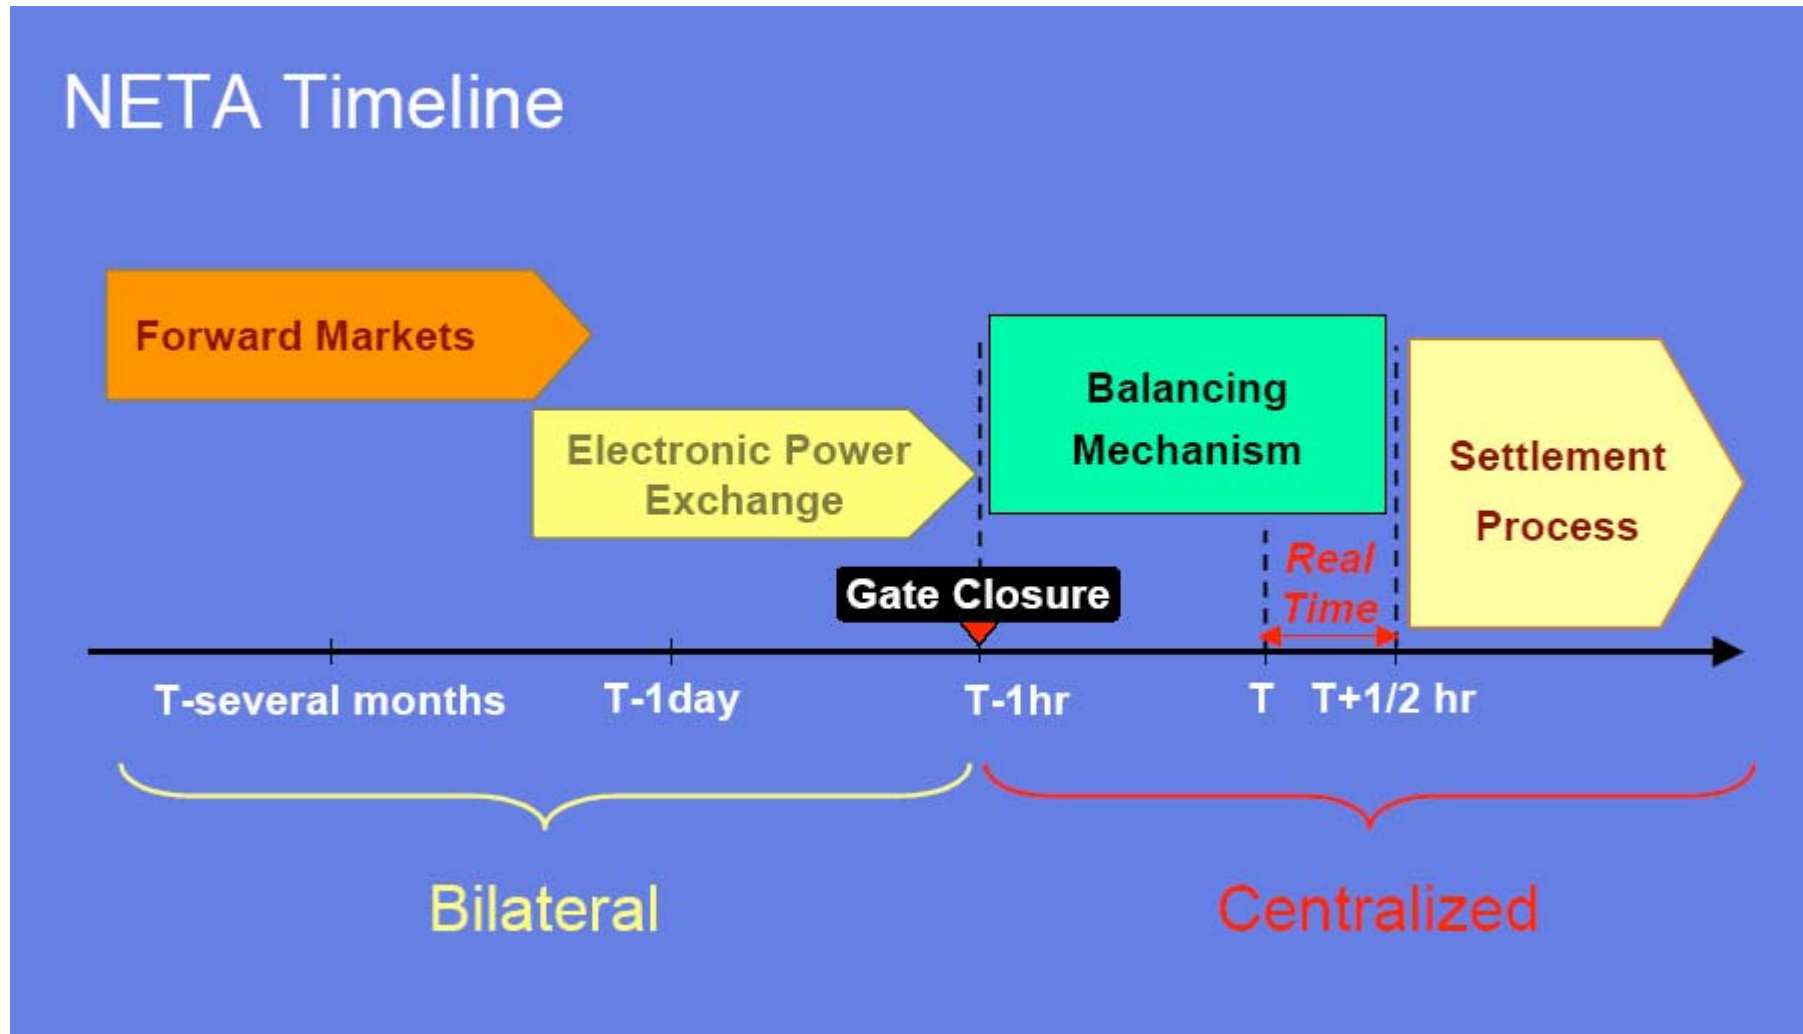 NETA Timeline
Forward Markets
Electronic Power
Exchange
Balancing
Mechanism
Settlement
Process
Real
Time
Gate Closure
T-several months
T-1day
T-1hr
T
T+1/2 hr
Bilateral
Centralized